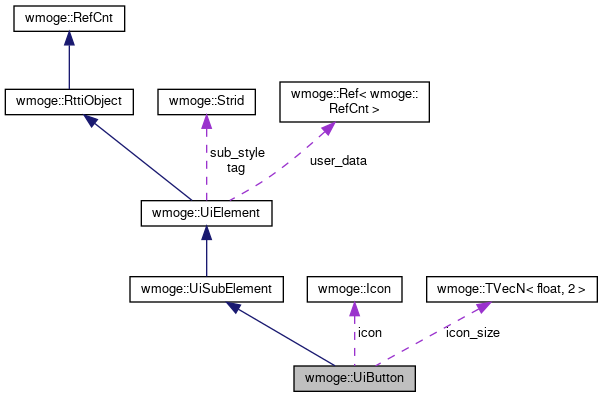 wmoge::RefCnt
wmoge::RttiObject
wmoge::Strid
wmoge::Ref< wmoge::
RefCnt >
sub_style
tag
user_data
wmoge::UiElement
wmoge::UiSubElement
wmoge::Icon
wmoge::TVecN< float, 2 >
icon
icon_size
wmoge::UiButton